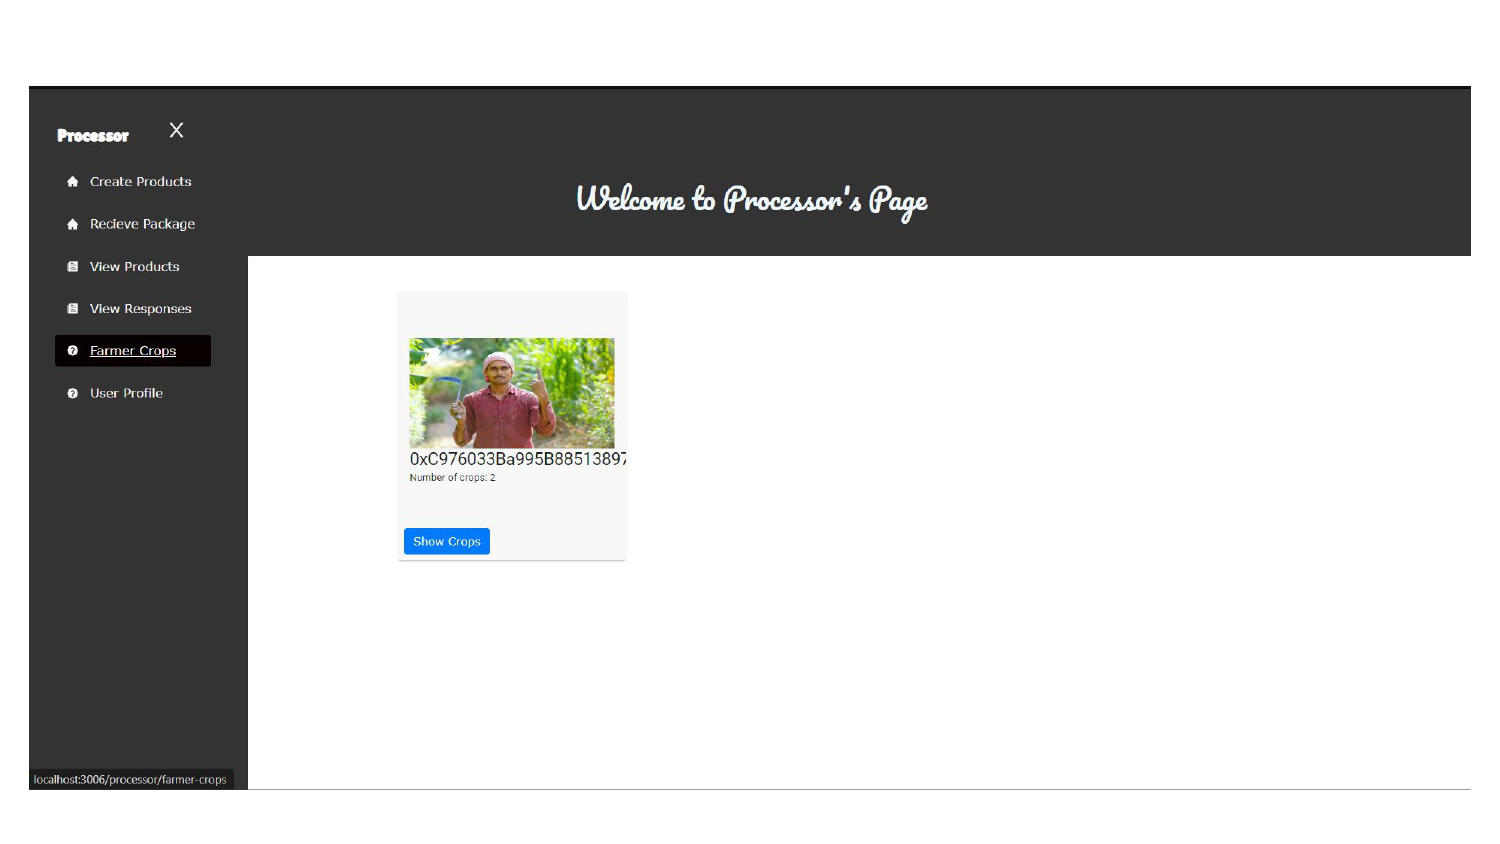 Processor X
Create Products
Recieve Package
View Products
View Responses
Farmer Crops
User Profile
Welcome to Processor's Page
0xC976033Ba995B88513897
Number of crops: 2
Show Crops
localhost:3006/processor/farmer-crops